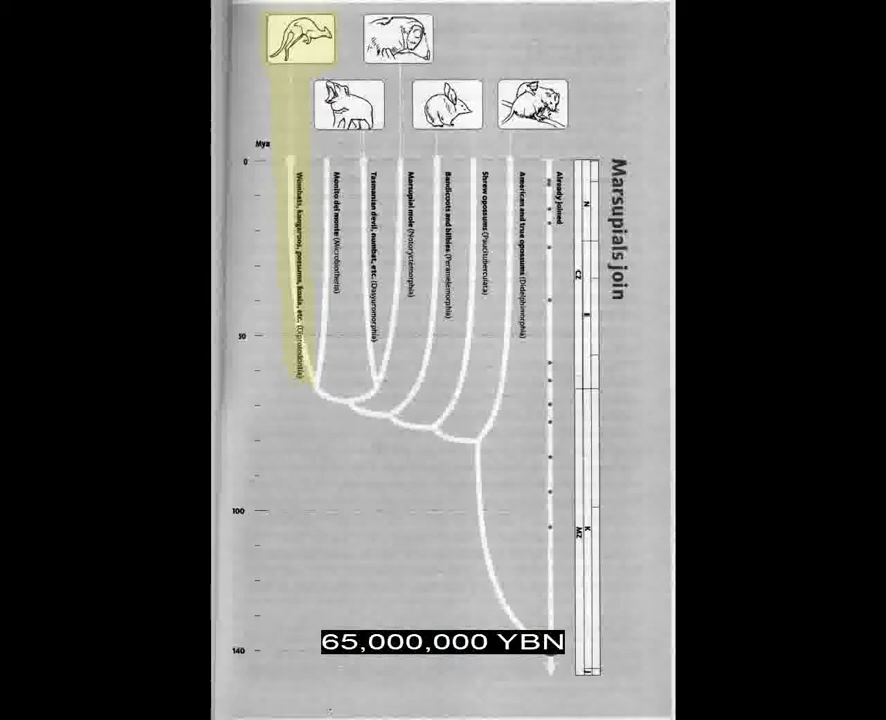 Marsupials join
Mya
0
50
100
140
Wombats, kangaroos, possums, koala, etc. (Diprotodontia)
Monito del monte (Microbiotheria)
Tasmanian devil, numbat, etc. (Dasyuromorphia)
Marsupial mole (Notoryctemorphia)
Bandicoots and bilbies (Peramelemorphia)
Shrew opossums (Paucituberculata)
American and true opossums (Didelphimorphia)
Already joined
N
CZ
E
K
MZ
J
65,000,000 YBN